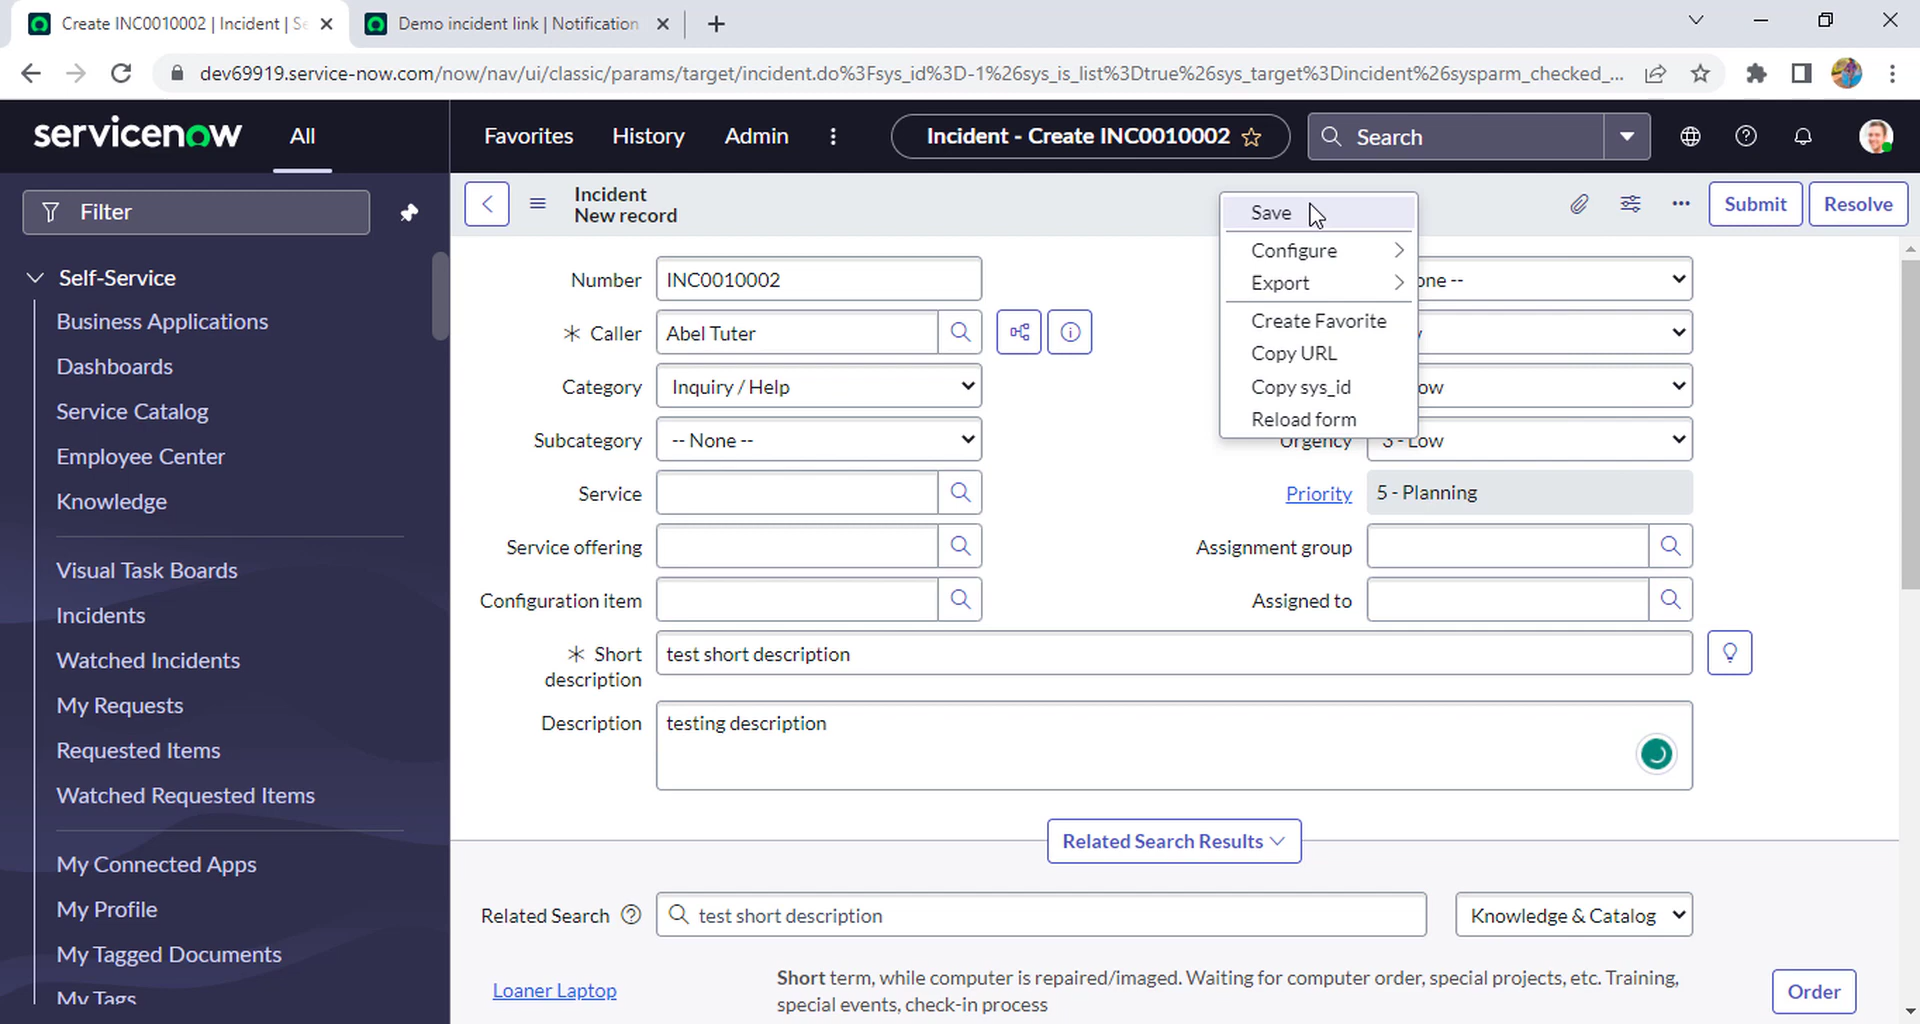 Create INC0010002 | Incident | Se
Demo incident link | Notification
dev69919.service-now.com/now/nav/ui/classic/params/target/incident.do%3Fsys_id%3D-1%26sys_is_list%3Dtrue%26sys_target%3Dincident%26sysparm_checked_...
servicenow
All
Favorites
History
Admin
Incident - Create INC0010002
Search
Filter
Incident
New record
Submit
Resolve
Self-Service
Business Applications
Dashboards
Service Catalog
Employee Center
Knowledge
Visual Task Boards
Incidents
Watched Incidents
My Requests
Requested Items
Watched Requested Items
My Connected Apps
My Profile
My Tagged Documents
My Tags
Save
Configure
Export
Create Favorite
Copy URL
Copy sys_id
Reload form
Number INC0010002
* Caller Abel Tuter
Category Inquiry / Help
Subcategory -- None --
Service
Service offering
Configuration item
one --
ow
Urgency 3 - Low
Priority 5 - Planning
Assignment group
Assigned to
* Short description test short description
Description testing description
Related Search Results
Related Search test short description Knowledge & Catalog
Loaner Laptop
Short term, while computer is repaired/imaged. Waiting for computer order, special projects, etc. Training,
special events, check-in process
Order